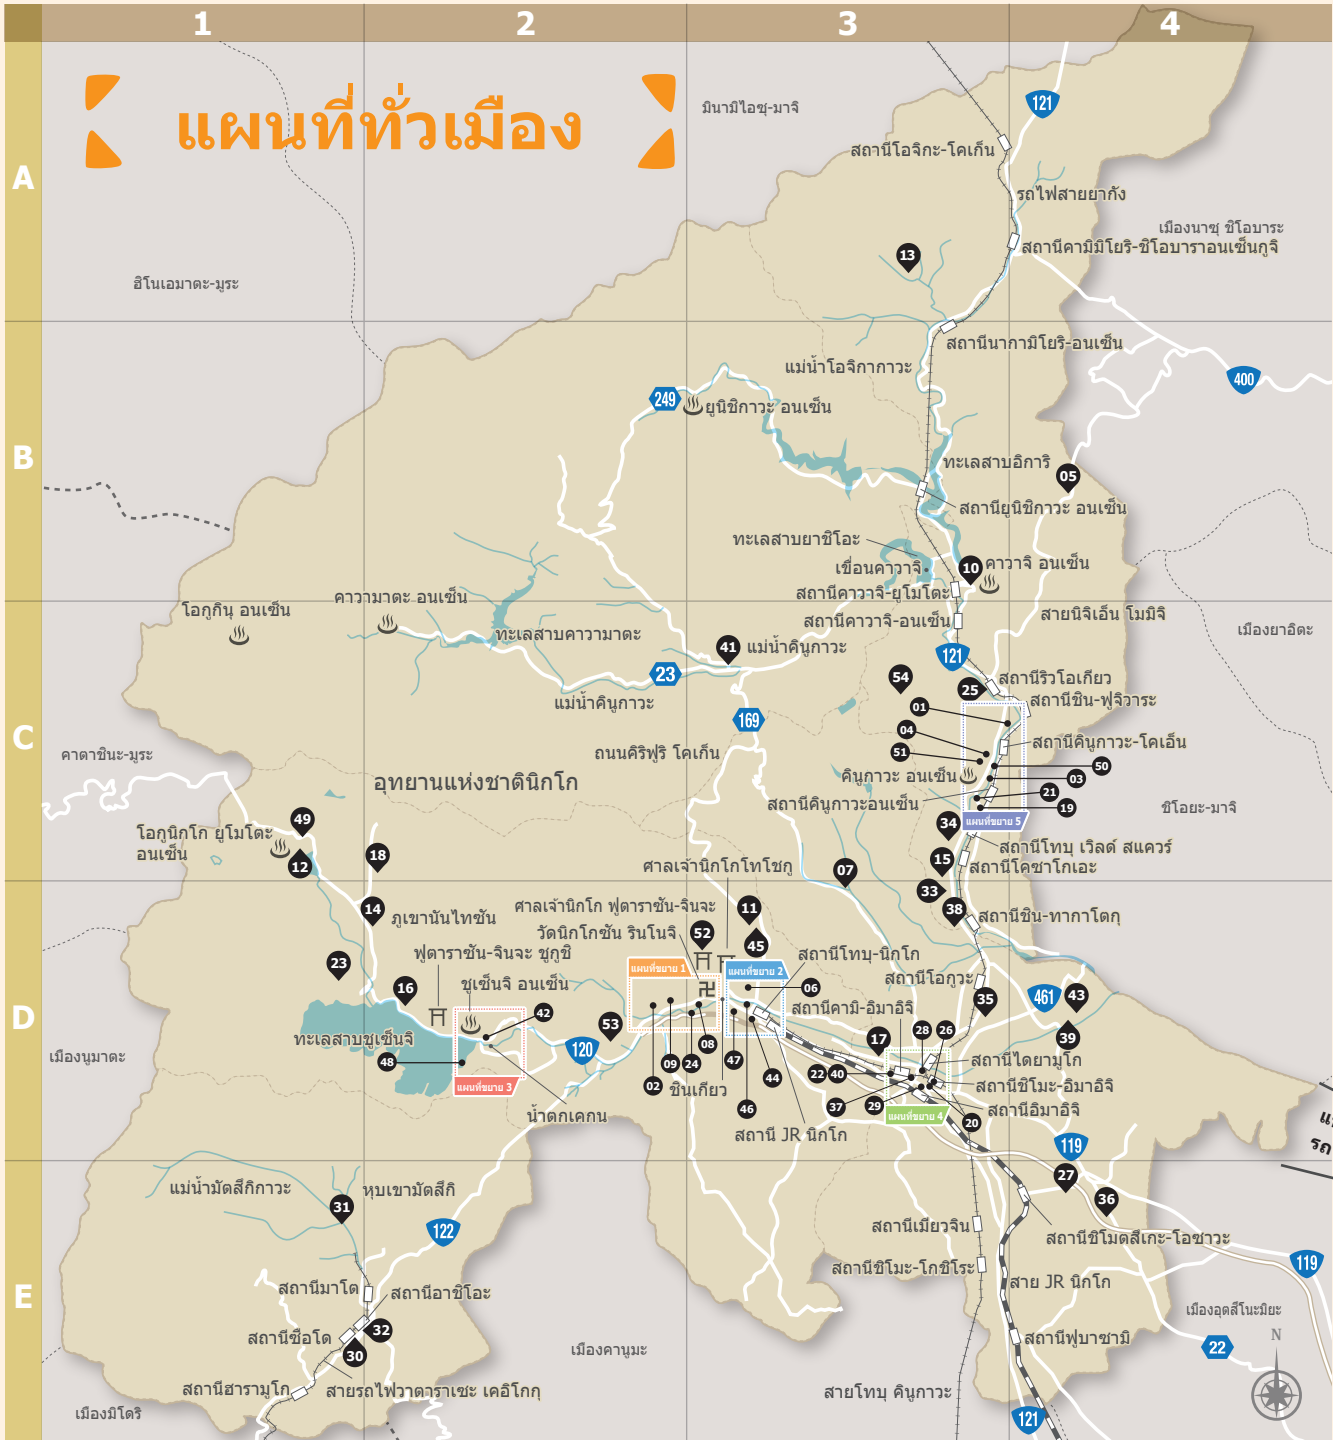 1
2
3
4
แผนที่ทั่วเมือง
A
B
C
D
E
มินามิไอซุ-มาจิ
121
สถานีโอจิกะ-โคเก็น
รถไฟสายยากัง
เมืองนาซุ ชิโอบาระ
สถานีคามิมิโยริ-ชิโอบาราอนเซ็นกูจิ
13
ฮิโนเอมาตะ-มูระ
สถานีนากามิโยริ-อนเซ็น
แม่น้ำโอจิกากาวะ
400
249
ยูนิชิกาวะ อนเซ็น
ทะเลสาบอิการิ
05
สถานียูนิชิกาวะ อนเซ็น
ทะเลสาบยาชิโอะ
เขื่อนคาวาจิ
10
คาวาจิ อนเซ็น
สถานีคาวาจิ-ยูโมโตะ
คาวามาตะ อนเซ็น
โอกูกินุ อนเซ็น
สถานีคาวาจิ-อนเซ็น
สายนิจิเอ็น โมมิจิ
เมืองยาอิตะ
ทะเลสาบคาวามาตะ
41
แม่น้ำคินูกาวะ
121
23
54
25
สถานีริวโอเกียว
สถานีชิน-ฟูจิวาระ
แม่น้ำคินูกาวะ
01
169
04
51
สถานีคินูกาวะ-โคเอ็น
คาตาชินะ-มูระ
ถนนคิริฟูริ โคเก็น
50
คินูกาวะ อนเซ็น
03
อุทยานแห่งชาตินิกโก
21
สถานีคินูกาวะอนเซ็น
19
ชิโอยะ-มาจิ
แผนที่ขยาย 5
49
34
โอกูนิกโก ยูโมโตะ
อนเซ็น
12
18
สถานีโทบุ เวิลด์ สแควร์
15
สถานีโคซาโกเอะ
ศาลเจ้านิกโกโทโชกู
07
33
14
ภูเขานันไทซัน
ศาลเจ้านิกโก ฟูตาราซัน-จินจะ
11
38
สถานีชิน-ทากาโตกุ
วัดนิกโกซัน รินโนจิ
52
45
ฟูตาราซัน-จินจะ ชูกูชิ
สถานีโทบุ-นิกโก
23
แผนที่ขยาย 1
แผนที่ขยาย 2
สถานีโอกูวะ
ชูเซ็นจิ อนเซ็น
16
06
35
461
43
42
53
สถานีคามิ-อิมาอิจิ
ทะเลสาบชูเซ็นจิ
17
28
26
39
08
120
48
02
09
24
47
44
22
40
สถานีไดยามูโก
เมืองนูมาตะ
แผนที่ขยาย 3
ชินเกียว
สถานีชิโมะ-อิมาอิจิ
46
37
29
สถานีอิมาอิจิ
น้ำตกเคกน
แผนที่ขยาย 4
20
สถานี JR นิกโก
รถ
119
27
แม่น้ำมัตสึกิกาวะ
หุบเขามัตสึกิ
31
36
122
สถานีเมียวจิน
สถานีชิโมตสึเกะ-โอซาวะ
สถานีชิโมะ-โกชิโระ
119
สถานีมาโต
สถานีอาชิโอะ
สาย JR นิกโก
เมืองอุตสึโนะมิยะ
32
สถานีซือโด
N
30
เมืองคานูมะ
สถานีฟูบาซามิ
22
สถานีฮารามูโก
สายรถไฟวาตาราเซะ เคอิโกกุ
สายโทบุ คินูกาวะ
เมืองมิโดริ
121